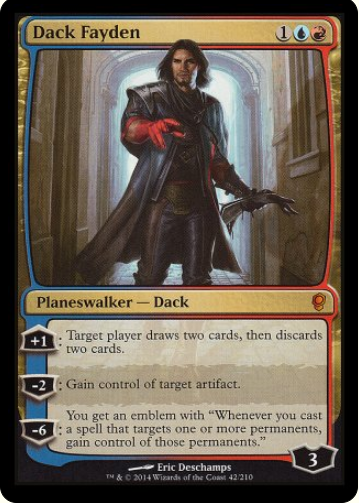 Dack Fayden 1
Planeswalker — Dack
+1: Target player draws two cards, then discards
two cards.
-2: Gain control of target artifact.
-6: You get an emblem with “Whenever you cast
a spell that targets one or more permanents,
gain control of those permanents.”
3
Eric Deschamps
™ & © 2014 Wizards of the Coast 42/210